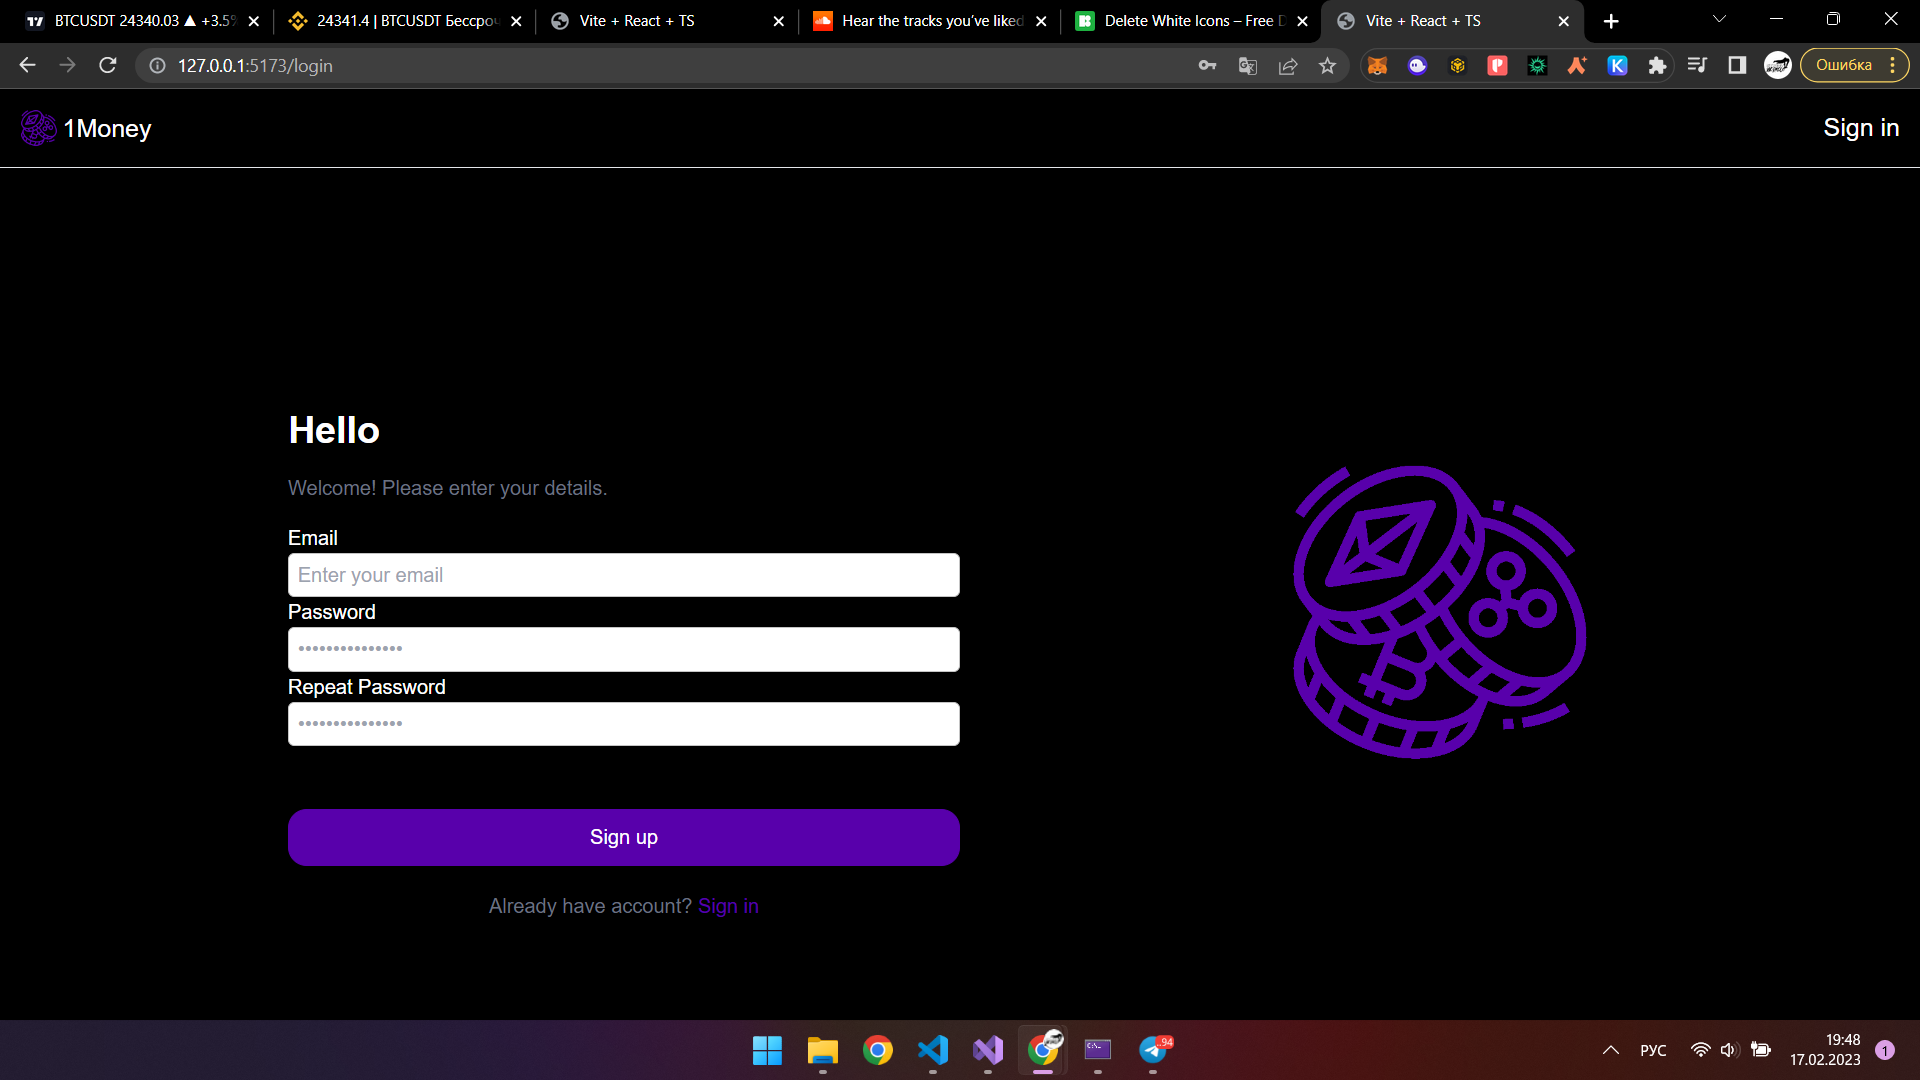 BTCUSDT 24340.03 ▲ +3.5%
24341.4 | BTCUSDT Бессроч
Vite + React + TS
Hear the tracks you've liked
Delete White Icons – Free D
Vite + React + TS
127.0.0.1:5173/login
Ошибка
1Money
Sign in
Hello
Welcome! Please enter your details.
Email
Enter your email
Password
•••••••••••••••
Repeat Password
•••••••••••••••
Sign up
Already have account? Sign in
94
РУС
19:48
17.02.2023
1